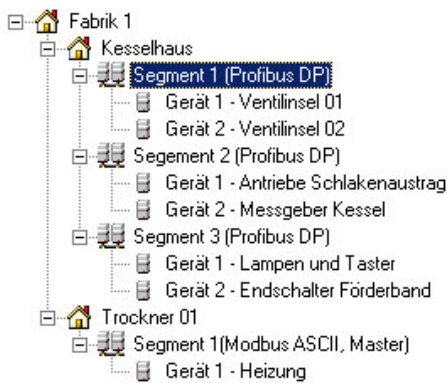 Fabrik 1
Kesselhaus
Segment 1 (Profibus DP)
Gerät 1 - Ventilinsel 01
Gerät 2 - Ventilinsel 02
Segement 2 (Profibus DP)
Gerät 1 - Antriebe Schlakenaustrag
Gerät 2 - Messgeber Kessel
Segment 3 (Profibus DP)
Gerät 1 - Lampen und Taster
Gerät 2 - Endschalter Förderband
Trockner 01
Segment 1(Modbus ASCII, Master)
Gerät 1 - Heizung